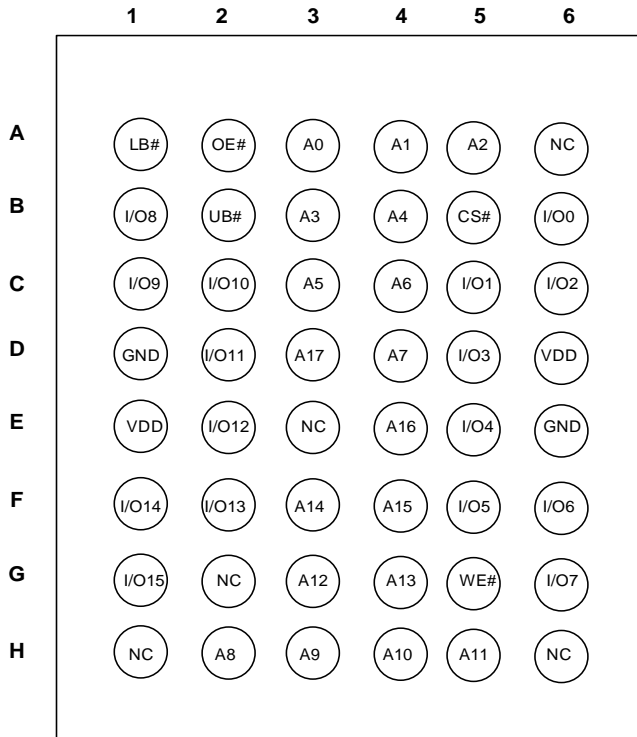 1 2 3 4 5 6
A LB# OE# A0 A1 A2 NC
B I/O8 UB# A3 A4 CS# I/O0
C I/O9 I/O10 A5 A6 I/O1 I/O2
D GND I/O11 A17 A7 I/O3 VDD
E VDD I/O12 NC A16 I/O4 GND
F I/O14 I/O13 A14 A15 I/O5 I/O6
G I/O15 NC A12 A13 WE# I/O7
H NC A8 A9 A10 A11 NC